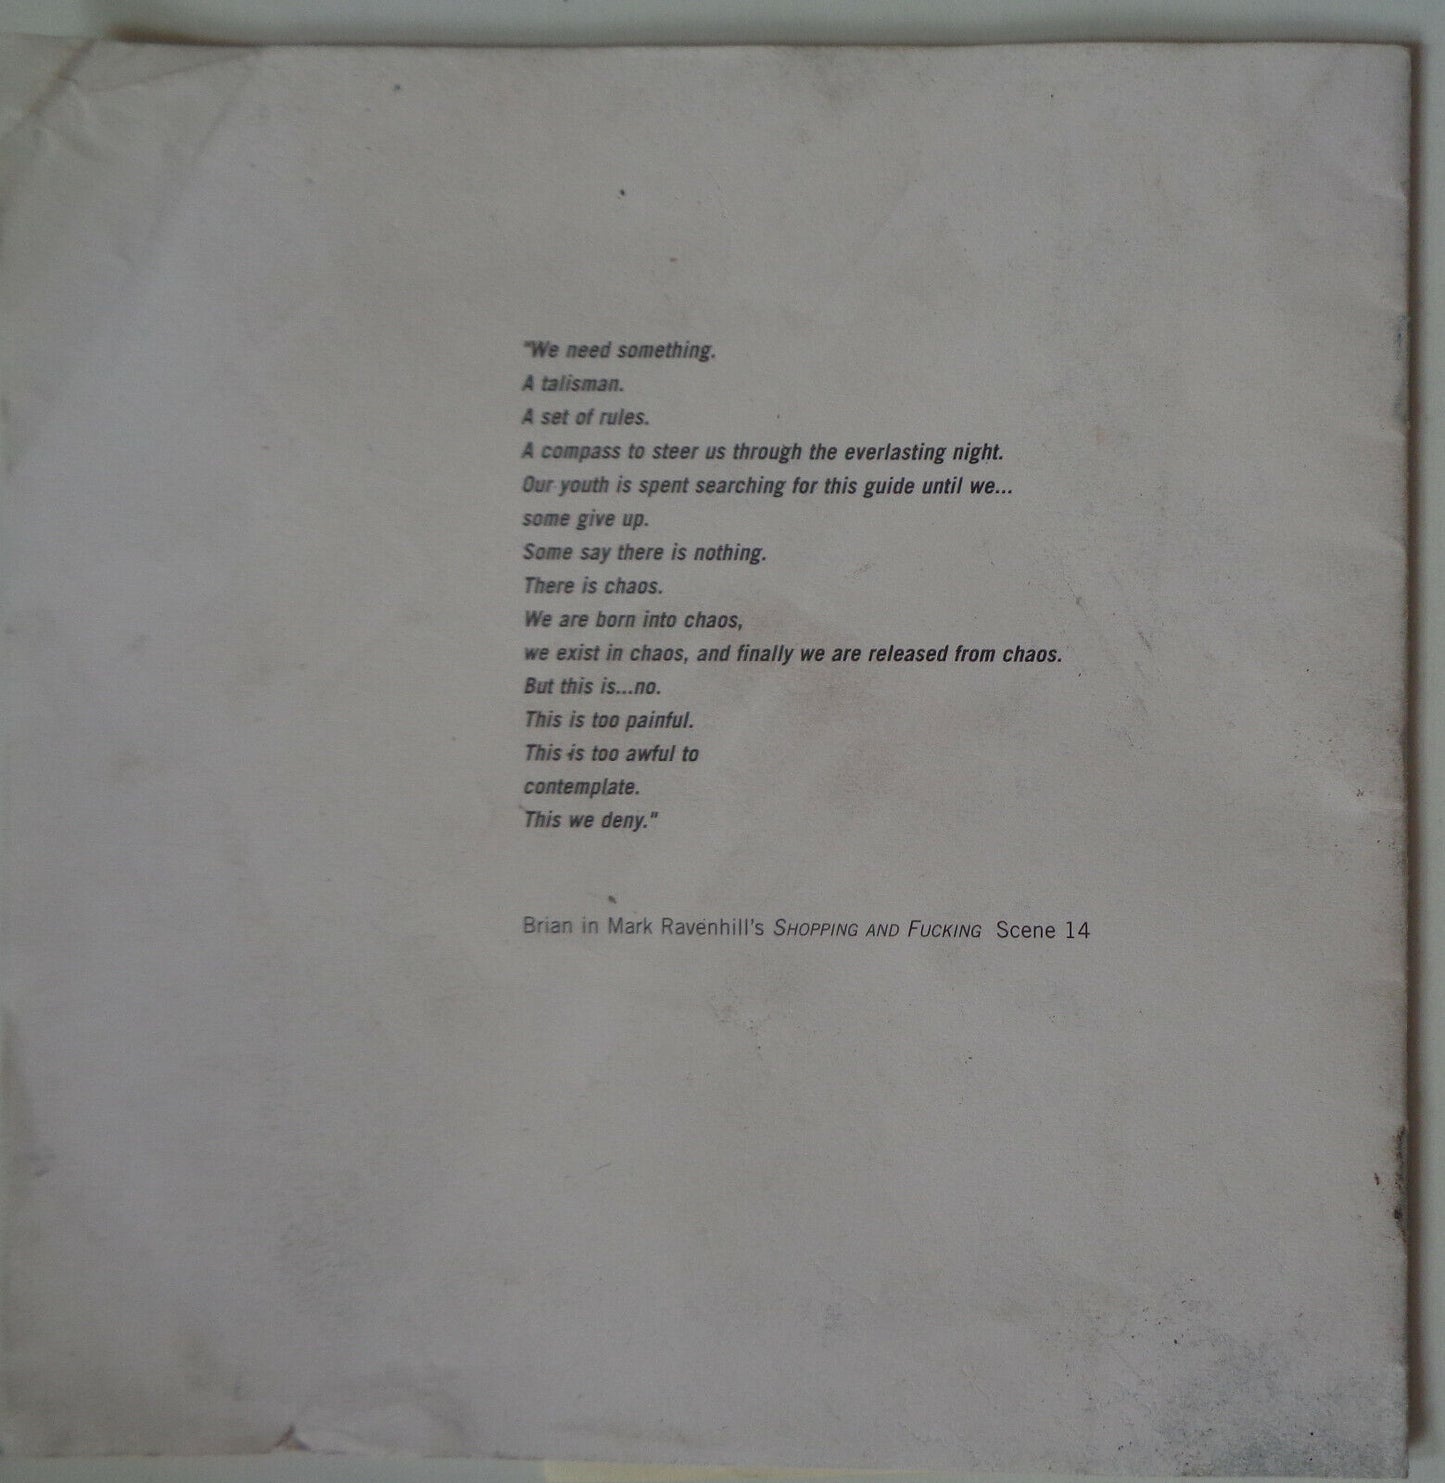 "We need something.
A talisman.
A set of rules.
A compass to steer us through the everlasting night.
Our youth is spent searching for this guide until we...
some give up.
Some say there is nothing.
There is chaos.
We are born into chaos,
we exist in chaos, and finally we are released from chaos.
But this is...no.
This is too painful.
This is too awful to
contemplate.
This we deny."
Brian in Mark Ravenhill's SHOPPING AND FUCKING Scene 14